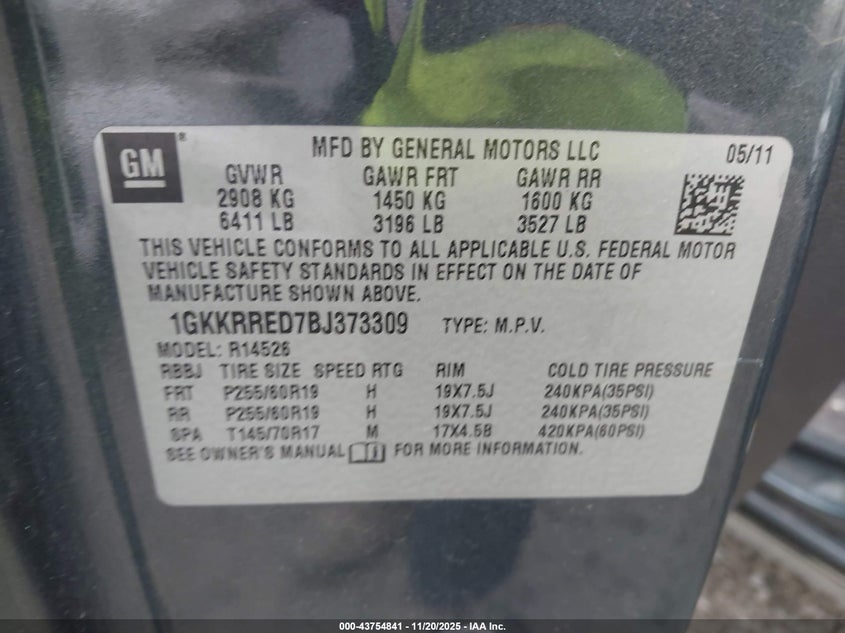 GM ®
MFD BY GENERAL MOTORS LLC 05/11
GVWR GAWR FRT GAWR RR
2908 KG 1450 KG 1600 KG
6411 LB 3196 LB 3527 LB
THIS VEHICLE CONFORMS TO ALL APPLICABLE U.S. FEDERAL MOTOR
VEHICLE SAFETY STANDARDS IN EFFECT ON THE DATE OF
MANUFACTURE SHOWN ABOVE.
1GKKRRED7BJ373309 TYPE: M.P.V.
MODEL: R14526
RBBJ TIRE SIZE SPEED RTG RIM COLD TIRE PRESSURE
FRT P255/60R19 H 19X7.5J 240KPA(35PSI)
RR P255/60R19 H 19X7.5J 240KPA(35PSI)
SPA T145/70R17 M 17X4.5B 420KPA(60PSI)
SEE OWNER'S MANUAL FOR MORE INFORMATION.
000-43754841 - 11/20/2025 - IAA Inc.